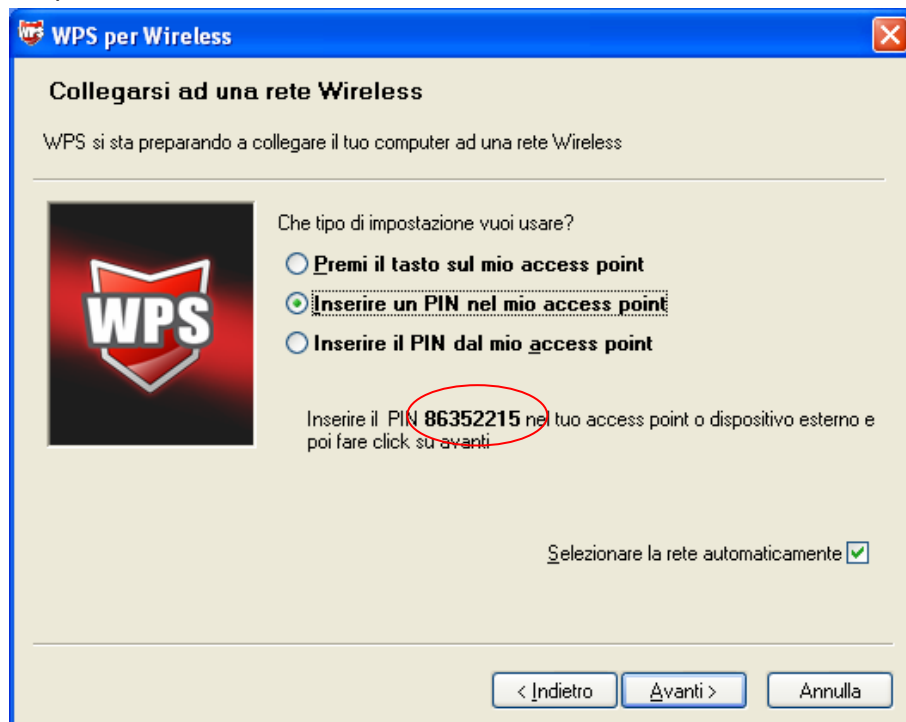 WPS per Wireless
Collegarsi ad una rete Wireless
WPS si sta preparando a collegare il tuo computer ad una rete Wireless
WPS
Che tipo di impostazione vuoi usare?
Premi il tasto sul mio access point
Inserire un PIN nel mio access point
Inserire il PIN dal mio access point
Inserire il PIN 86352215 nel tuo access point o dispositivo esterno e
poi fare click su avanti
Selezionare la rete automaticamente
< Indietro
Avanti >
Annulla